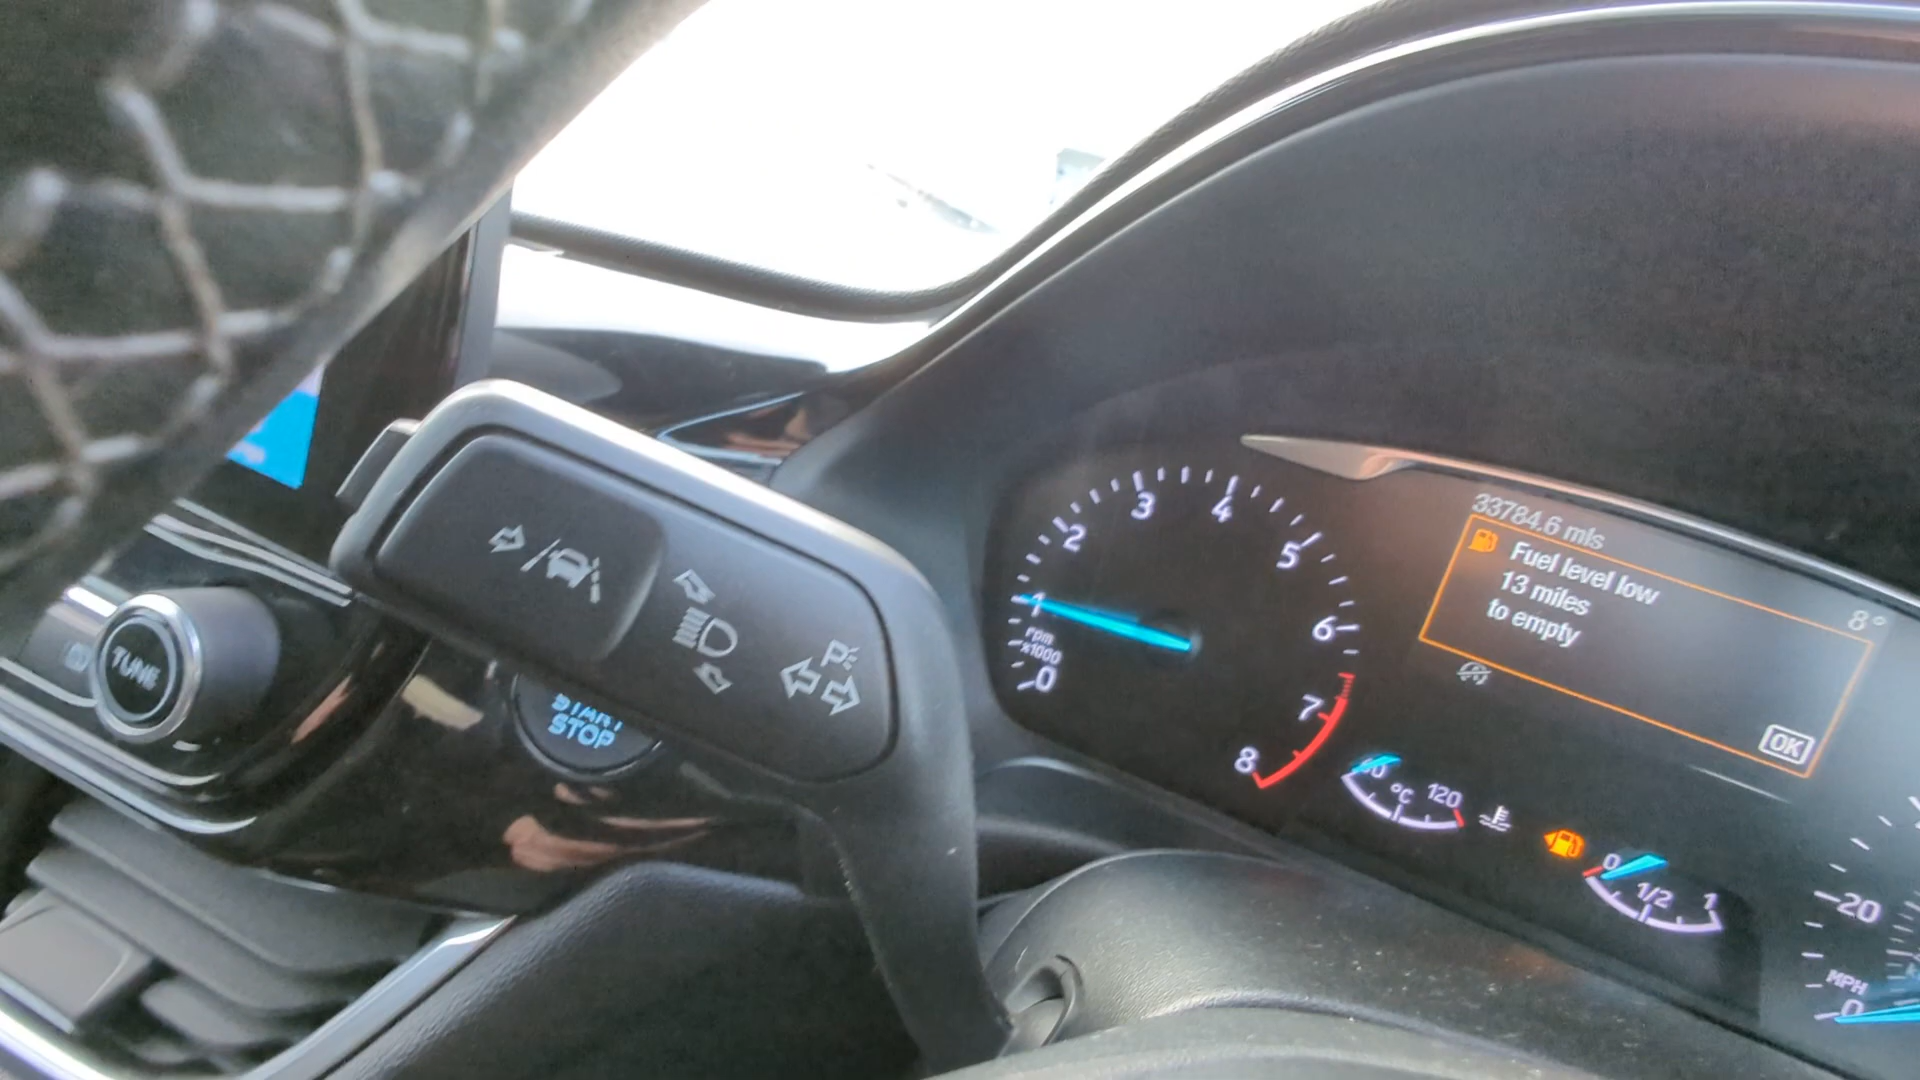 33784.6 mls
Fuel level low
13 miles
to empty
8°
OK
0
1
2
3
4
5
6
7
8
rpm
x1000
°C
120
0
1/2
1
20
MPH
0
TUNE
START
STOP